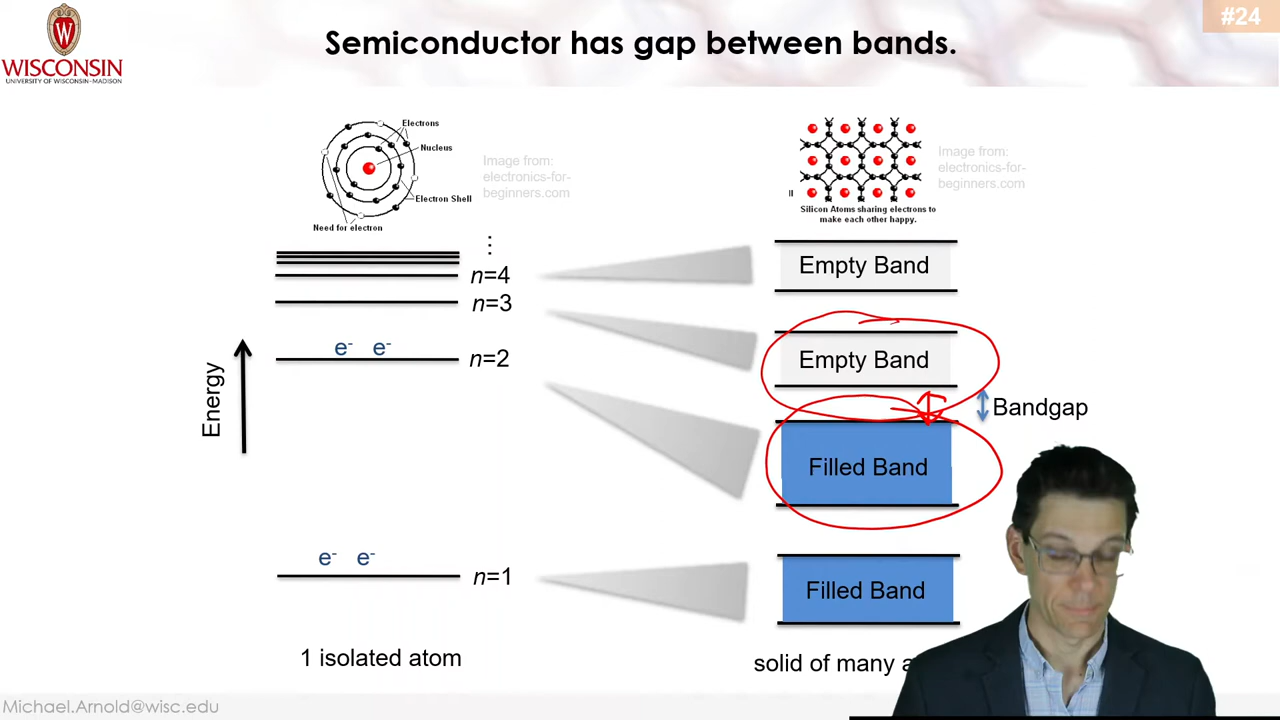 #24
WISCONSIN
UNIVERSITY OF WISCONSIN-MADISON
Semiconductor has gap between bands.
Electrons
Nucleus
Electron Shell
Need for electron
Image from:
electronics-for-
beginners.com
Silicon Atoms sharing electrons to
make each other happy.
Image from:
electronics-for-
beginners.com
n=4
n=3
e- e-
n=2
Energy
e- e-
n=1
1 isolated atom
Empty Band
Empty Band
Bandgap
Filled Band
Filled Band
solid of many
Michael.Arnold@wisc.edu